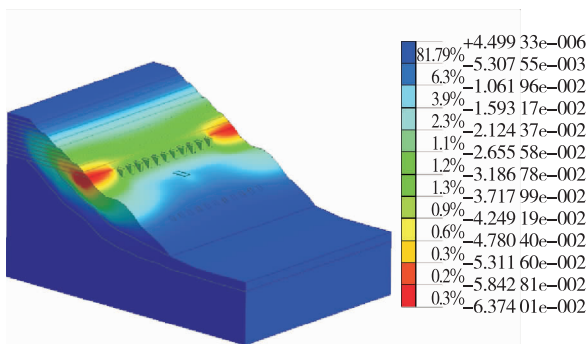 +4.499 33e-006
81.79%
-5.307 55e-003
6.3%
-1.061 96e-002
3.9%
-1.593 17e-002
2.3%
-2.124 37e-002
1.1%
-2.655 58e-002
1.2%
-3.186 78e-002
1.3%
-3.717 99e-002
0.9%
-4.249 19e-002
0.6%
-4.780 40e-002
0.3%
-5.311 60e-002
0.2%
-5.842 81e-002
0.3%
-6.374 01e-002